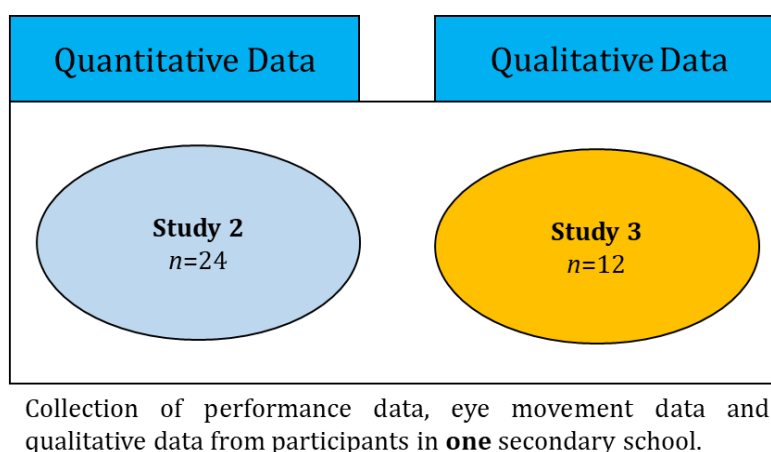 Quantitative Data
Qualitative Data
Study 2
n=24
Study 3
n=12
Collection of performance data, eye movement data and
qualitative data from participants in one secondary school.